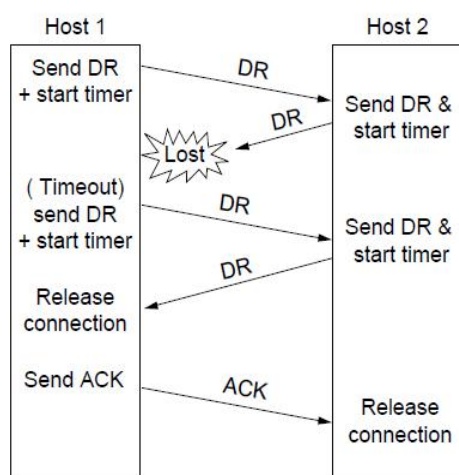 Host 1
Host 2
Send DR
+ start timer
DR
Send DR &
start timer
DR
Lost
( Timeout)
send DR
+ start timer
DR
Send DR &
start timer
DR
Release
connection
Send ACK
ACK
Release
connection